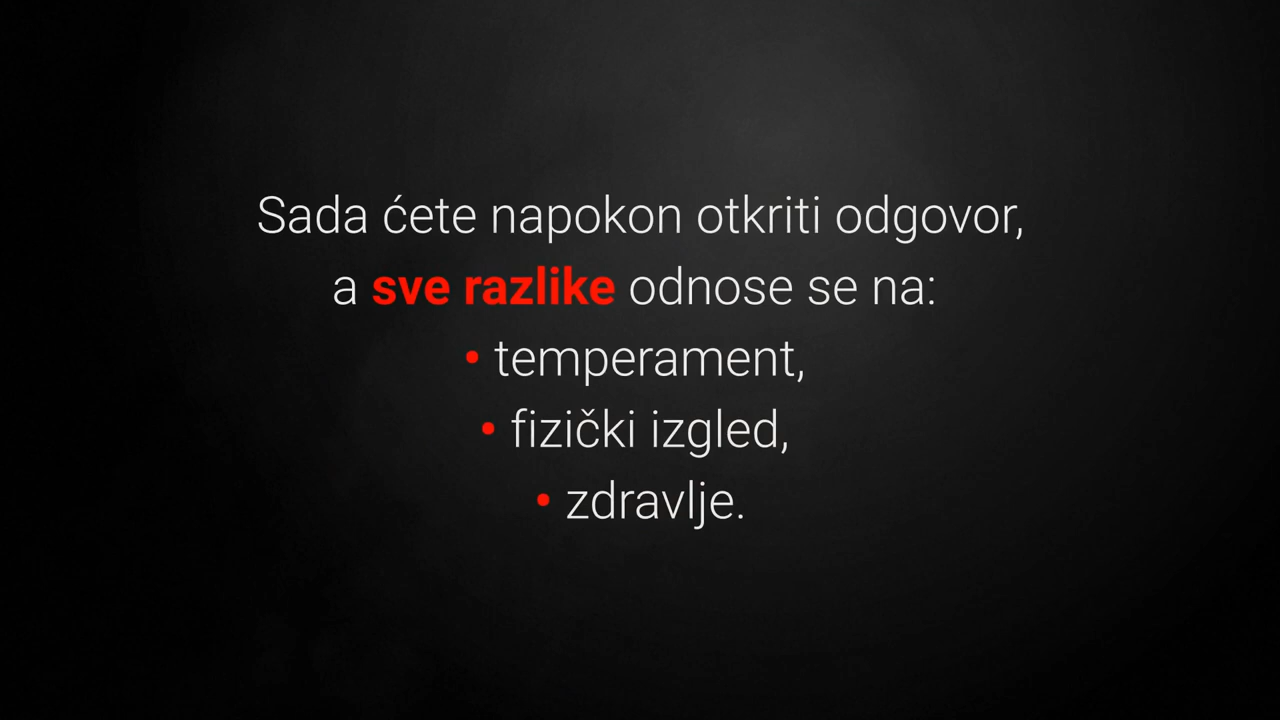 Sada ćete napokon otkriti odgovor,
a sve razlike odnose se na:
• temperament,
• fizički izgled,
• zdravlje.